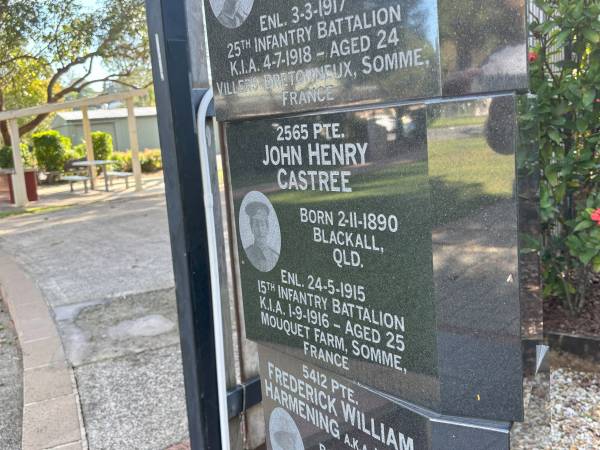 ENL. 3-3-1917
25TH INFANTRY BATTALION
K.I.A. 4-7-1918 – AGED 24
VILLERS BRETONNEUX, SOMME,
FRANCE
2565 PTE.
JOHN HENRY
CASTREE
BORN 2-11-1890
BLACKALL,
QLD.
ENL. 24-5-1915
15TH INFANTRY BATTALION
K.I.A. 1-9-1916 – AGED 25
MOUQUET FARM, SOMME,
FRANCE
5412 PTE.
FREDERICK WILLIAM
HARMENING A.K.A.